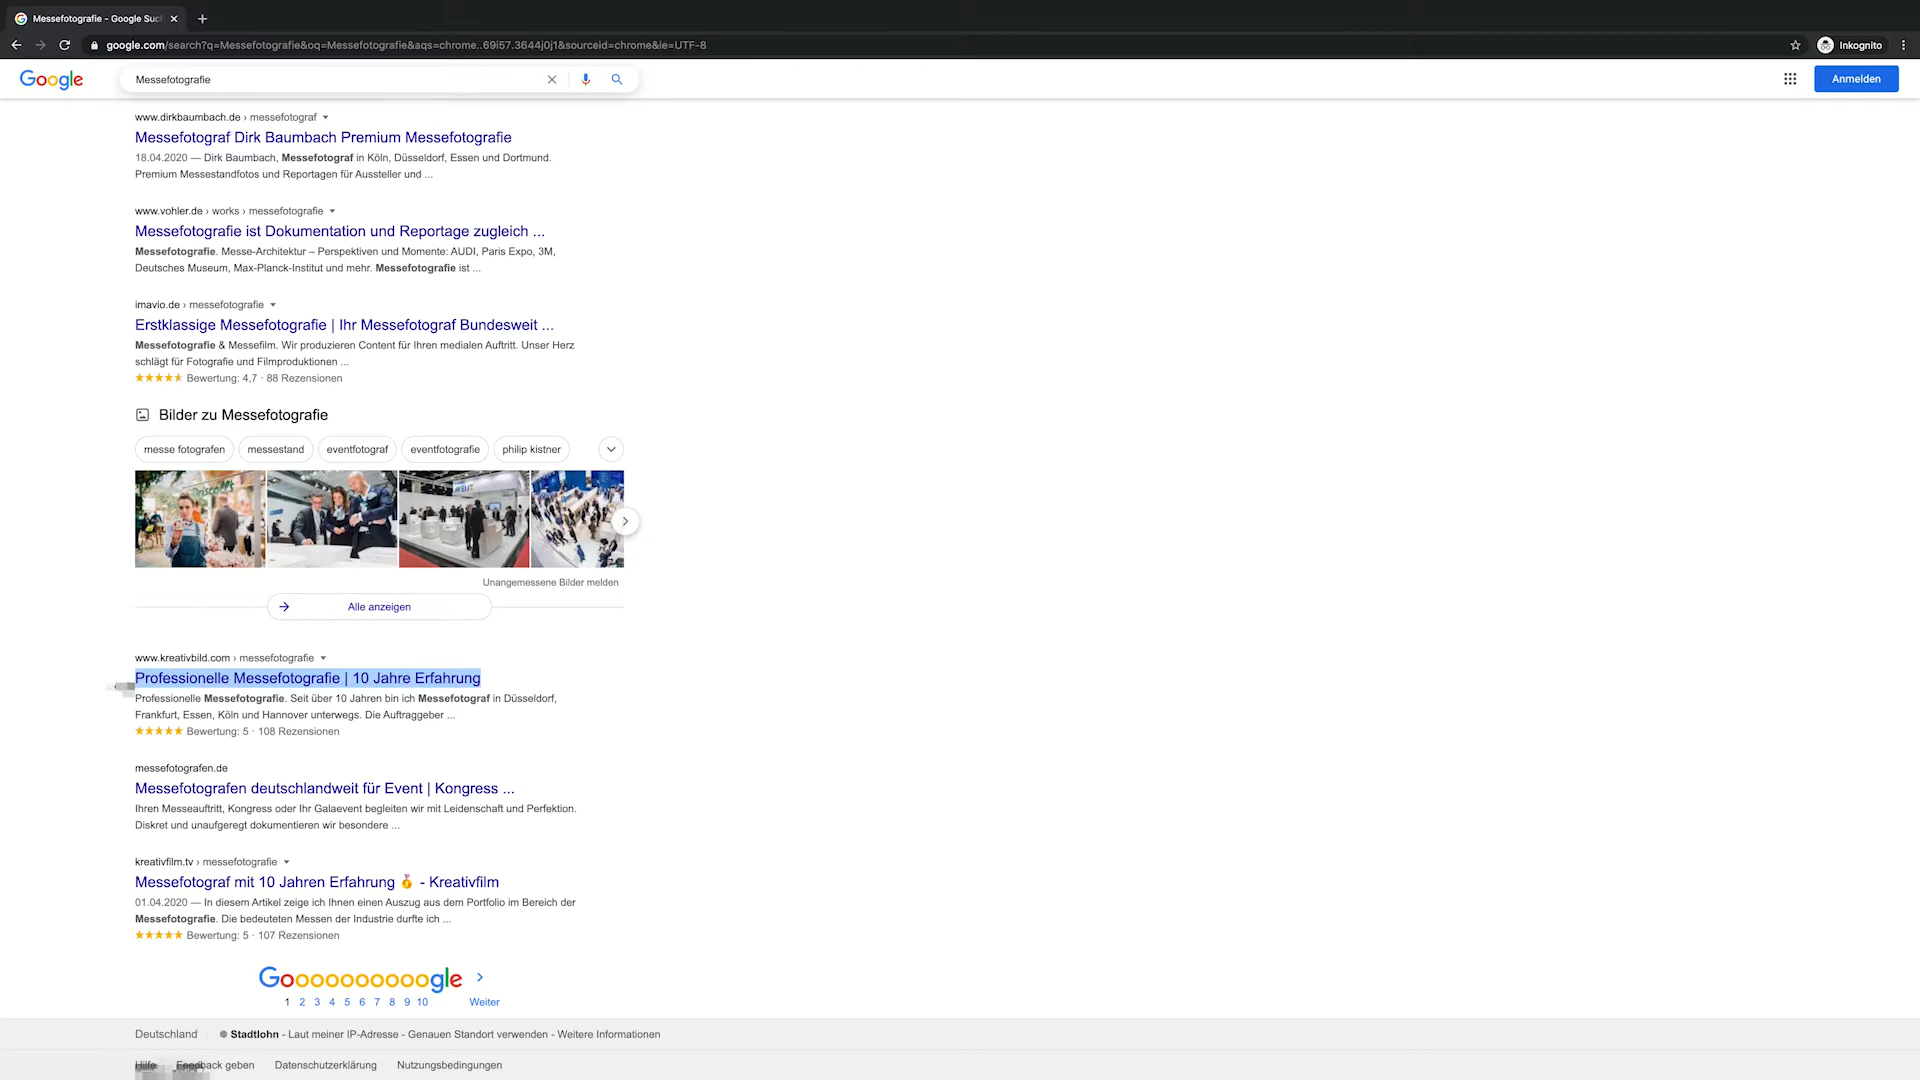 Messefotografie - Google Suc
google.com/search?q=Messefotografie&oq=Messefotografie&aqs=chrome..69i57.3644j0j1&sourceid=chrome&ie=UTF-8
Inkognito
Google
Messefotografie
Anmelden
www.dirkbaumbach.de › messefotograf
Messefotograf Dirk Baumbach Premium Messefotografie
18.04.2020 — Dirk Baumbach, Messefotograf in Köln, Düsseldorf, Essen und Dortmund.
Premium Messestandfotos und Reportagen für Aussteller und ...
www.vohler.de › works › messefotografie
Messefotografie ist Dokumentation und Reportage zugleich ...
Messefotografie. Messe-Architektur – Perspektiven und Momente: AUDI, Paris Expo, 3M,
Deutsches Museum, Max-Planck-Institut und mehr. Messefotografie ist ...
imavio.de › messefotografie
Erstklassige Messefotografie | Ihr Messefotograf Bundesweit ...
Messefotografie & Messefilm. Wir produzieren Content für Ihren medialen Auftritt. Unser Herz
schlägt für Fotografie und Filmproduktionen ...
Bewertung: 4,7 · 88 Rezensionen
Bilder zu Messefotografie
messe fotografen
messestand
eventfotograf
eventfotografie
philip kistner
Unangemessene Bilder melden
Alle anzeigen
www.kreativbild.com › messefotografie
Professionelle Messefotografie | 10 Jahre Erfahrung
Professionelle Messefotografie. Seit über 10 Jahren bin ich Messefotograf in Düsseldorf,
Frankfurt, Essen, Köln und Hannover unterwegs. Die Auftraggeber ...
Bewertung: 5 · 108 Rezensionen
messefotografen.de
Messefotografen deutschlandweit für Event | Kongress ...
Ihren Messeauftritt, Kongress oder Ihr Galaevent begleiten wir mit Leidenschaft und Perfektion.
Diskret und unaufgeregt dokumentieren wir besondere ...
kreativfilm.tv › messefotografie
Messefotograf mit 10 Jahren Erfahrung 🏅 - Kreativfilm
01.04.2020 — In diesem Artikel zeige ich Ihnen einen Auszug aus dem Portfolio im Bereich der
Messefotografie. Die bedeuteten Messen der Industrie durfte ich ...
Bewertung: 5 · 107 Rezensionen
Goooooooooogle
1 2 3 4 5 6 7 8 9 10 Weiter
Deutschland Stadtlohn - Laut meiner IP-Adresse - Genauen Standort verwenden - Weitere Informationen
Hilfe Feedback geben Datenschutzerklärung Nutzungsbedingungen